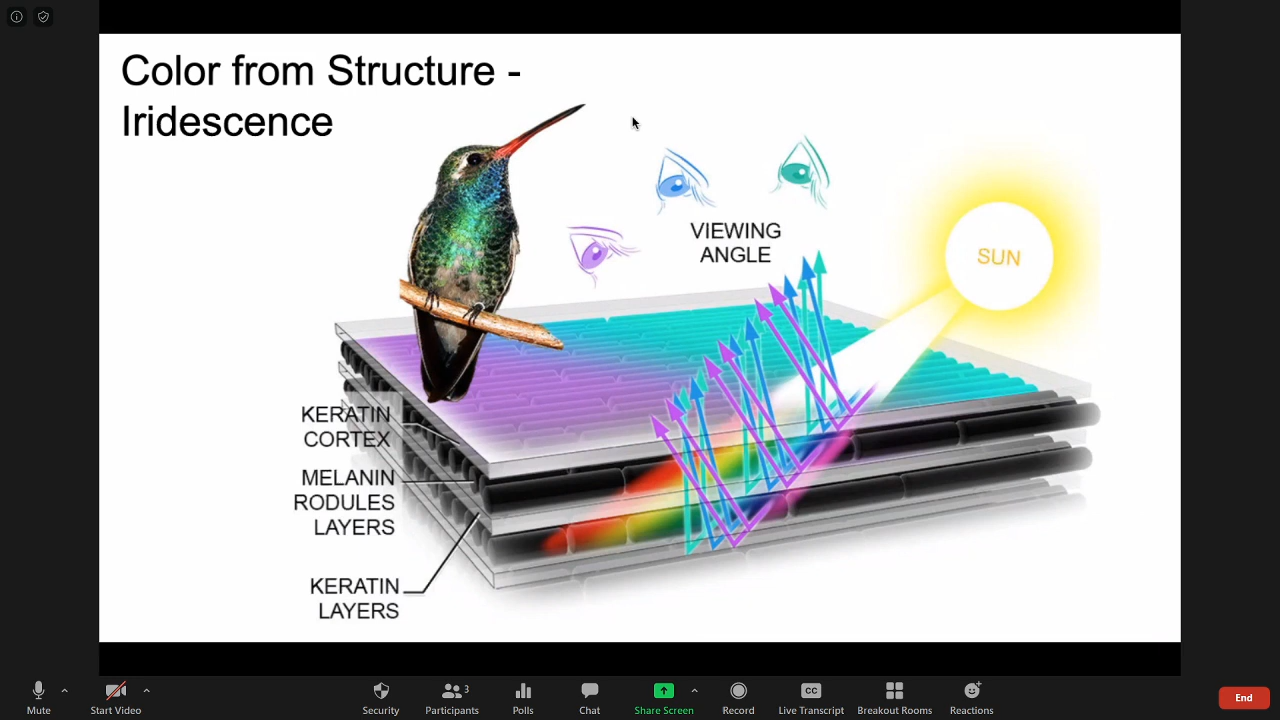 Color from Structure -
Iridescence
VIEWING
ANGLE
SUN
KERATIN
CORTEX
MELANIN
RODULES
LAYERS
KERATIN
LAYERS
Mute
Start Video
Security
3
Participants
Polls
Chat
Share Screen
Record
CC
Live Transcript
Breakout Rooms
Reactions
End